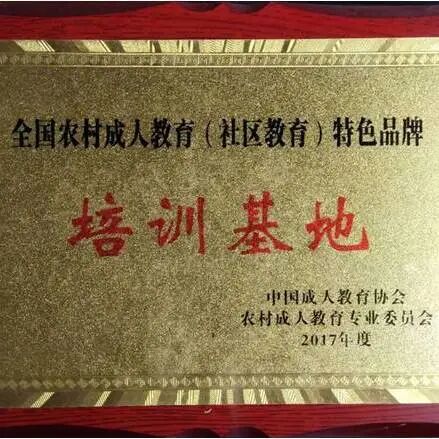 全国农村成人教育(社区教育)特色品牌
培训基地
中国成人教育协会
农村成人教育专业委员会
2017年度